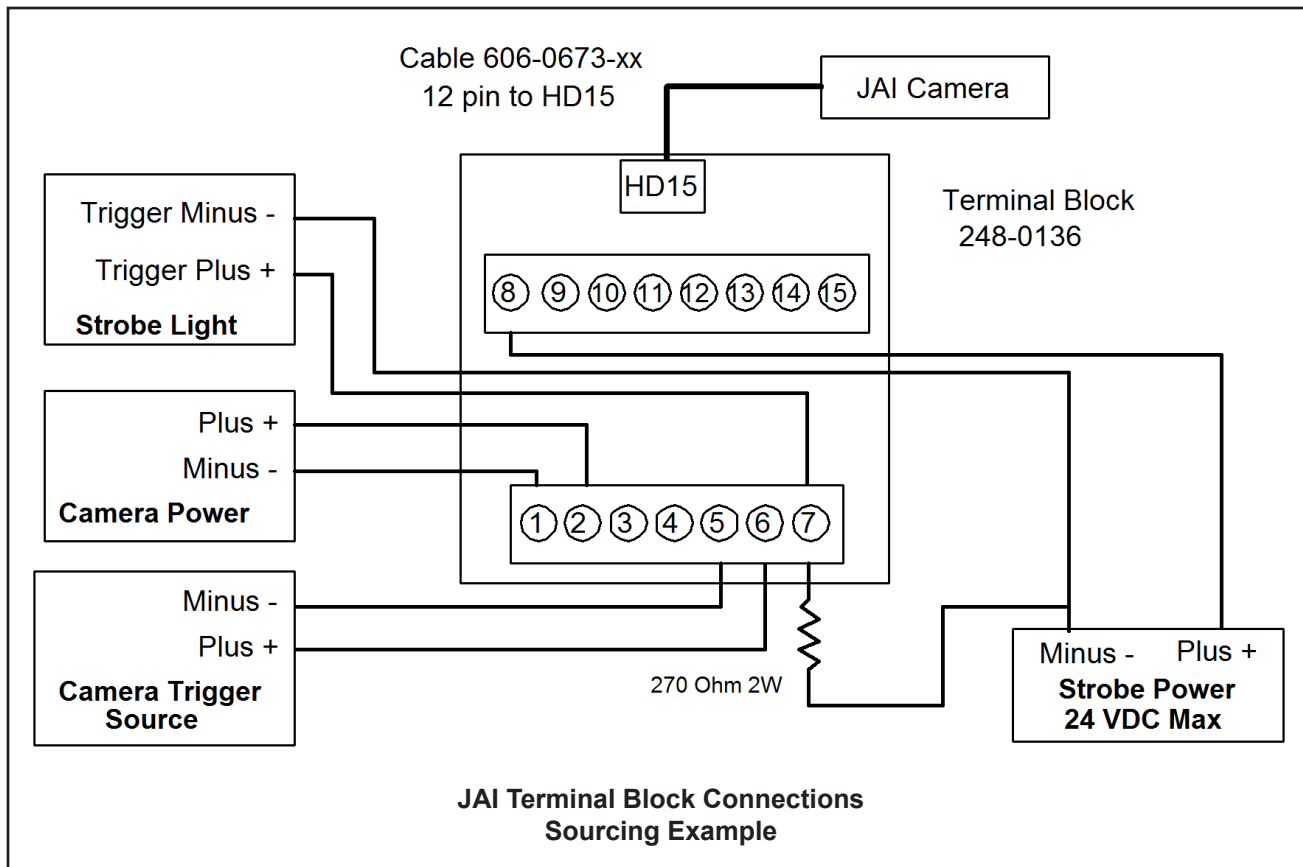 Cable 606-0673-xx
12 pin to HD15
JAI Camera
HD15
Terminal Block
248-0136
Trigger Minus -
Trigger Plus +
Strobe Light
8 9 10 11 12 13 14 15
Plus +
Minus -
Camera Power
1 2 3 4 5 6 7
Minus -
Plus +
Camera Trigger
Source
270 Ohm 2W
Minus - Plus +
Strobe Power
24 VDC Max
JAI Terminal Block Connections
Sourcing Example